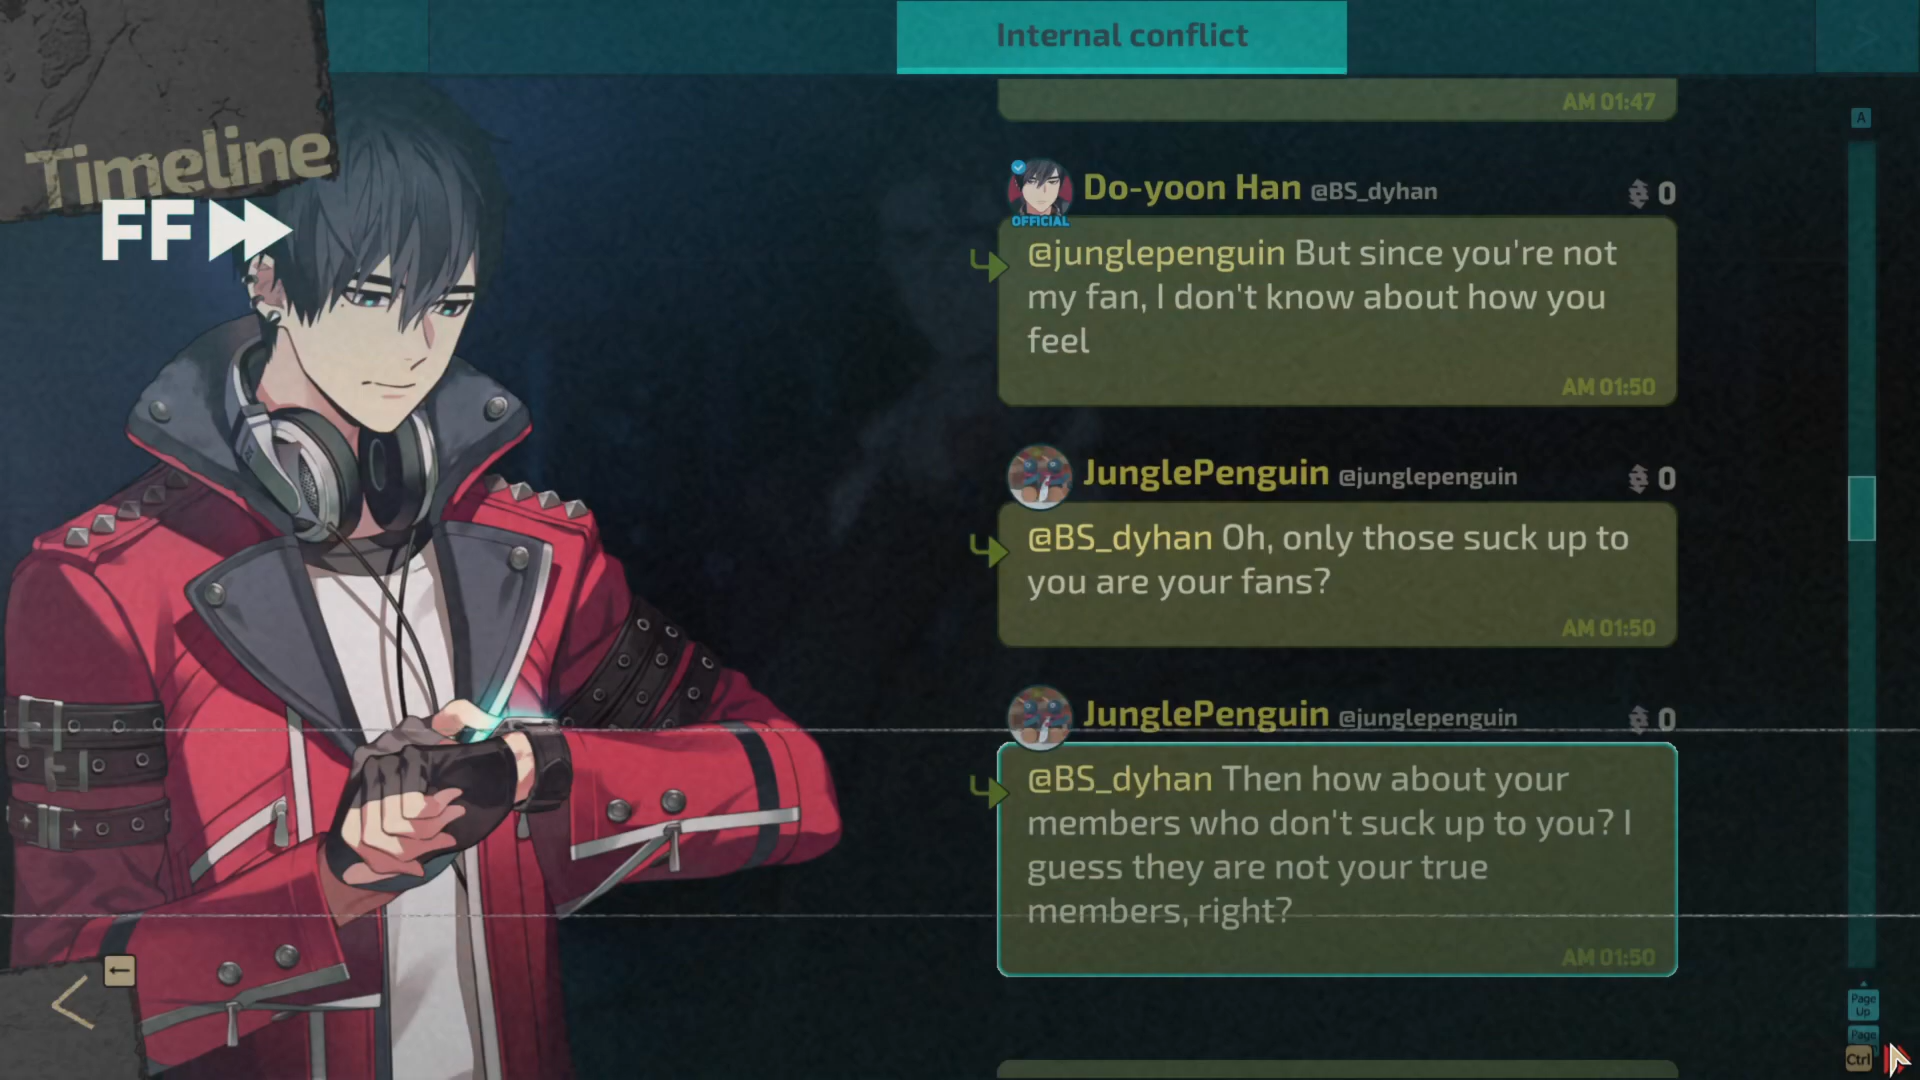 Internal conflict
Timeline
FF
AM 01:47
A
Do-yoon Han @BS_dyhan 0
OFFICIAL
@junglepenguin But since you're not
my fan, I don't know about how you
feel
AM 01:50
JunglePenguin @junglepenguin 0
@BS_dyhan Oh, only those suck up to
you are your fans?
AM 01:50
JunglePenguin @junglepenguin 0
@BS_dyhan Then how about your
members who don't suck up to you? I
guess they are not your true
members, right?
AM 01:50
Page
Up
Page
Ctrl